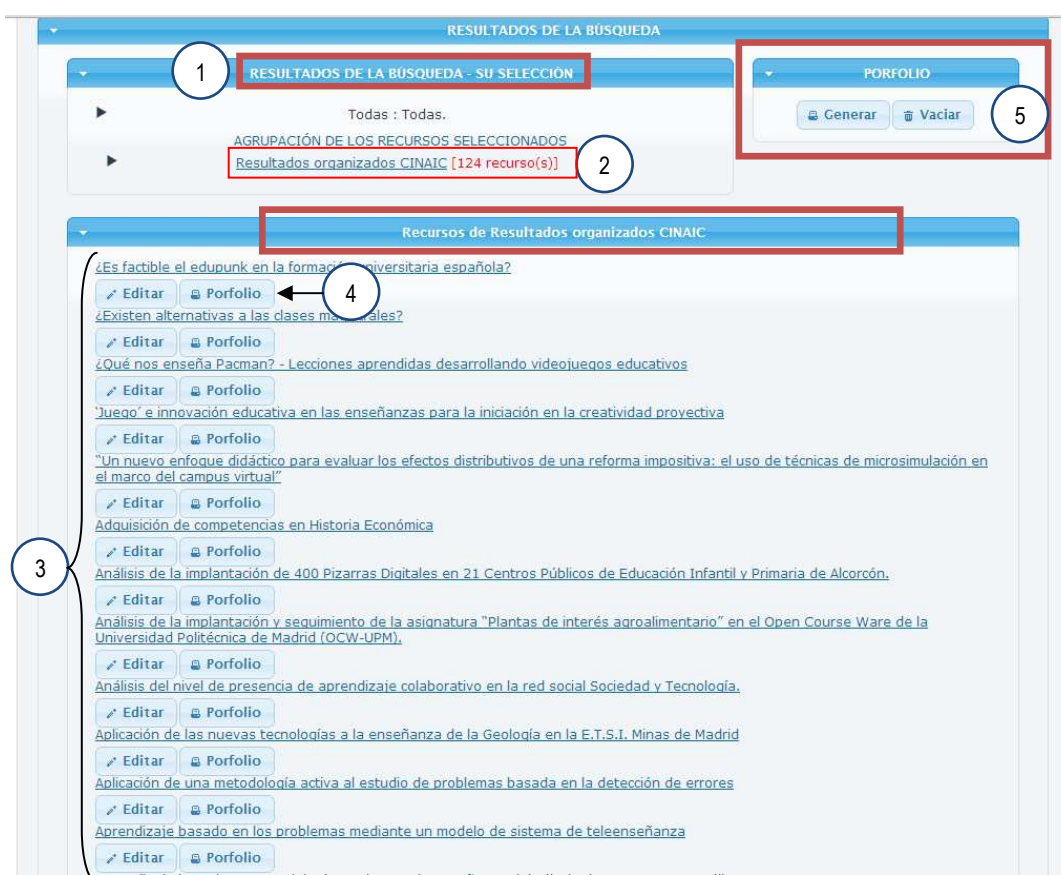 RESULTADOS DE LA BÚSQUEDA
1
RESULTADOS DE LA BÚSQUEDA - SU SELECCIÓN
Todas : Todas.
AGRUPACIÓN DE LOS RECURSOS SELECCIONADOS
Resultados organizados CINAIC [124 recurso(s)]
2
PORFOLIO
Generar Vaciar
5
Recursos de Resultados organizados CINAIC
3
¿Es factible el edupunk en la formación universitaria española?
Editar Porfolio
4
¿Existen alternativas a las clases magistrales?
Editar Porfolio
¿Qué nos enseña Pacman? - Lecciones aprendidas desarrollando videojuegos educativos
Editar Porfolio
'Juego´ e innovación educativa en las enseñanzas para la iniciación en la creatividad proyectiva
Editar Porfolio
"Un nuevo enfoque didáctico para evaluar los efectos distributivos de una reforma impositiva: el uso de técnicas de microsimulación en
el marco del campus virtual"
Editar Porfolio
Adquisición de competencias en Historia Económica
Editar Porfolio
Análisis de la implantación de 400 Pizarras Digitales en 21 Centros Públicos de Educación Infantil y Primaria de Alcorcón.
Editar Porfolio
Análisis de la implantación y seguimiento de la asignatura "Plantas de interés agroalimentario" en el Open Course Ware de la
Universidad Politécnica de Madrid (OCW-UPM).
Editar Porfolio
Análisis del nivel de presencia de aprendizaje colaborativo en la red social Sociedad y Tecnología.
Editar Porfolio
Aplicación de las nuevas tecnologías a la enseñanza de la Geología en la E.T.S.I. Minas de Madrid
Editar Porfolio
Aplicación de una metodología activa al estudio de problemas basada en la detección de errores
Editar Porfolio
Aprendizaje basado en los problemas mediante un modelo de sistema de teleenseñanza
Editar Porfolio